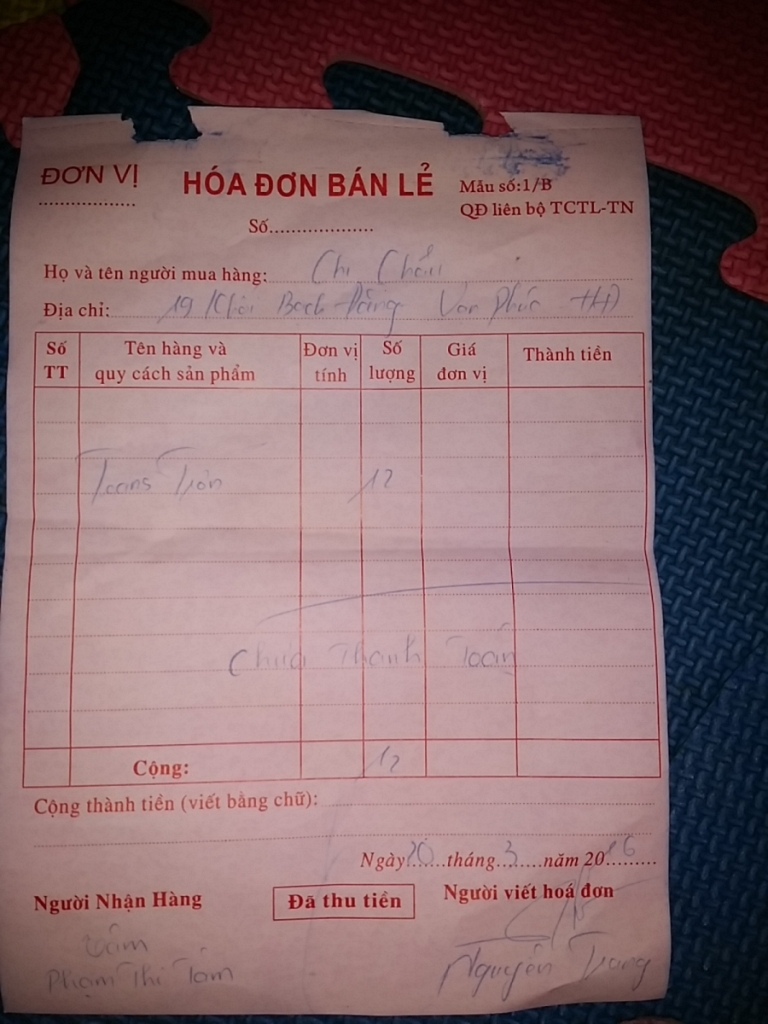 ĐƠN VỊ
HÓA ĐƠN BÁN LẺ
Mẫu số:1/B
QĐ liên bộ TCTL-TN
Số
Họ và tên người mua hàng: Chị
Địa chỉ: 19 Bạch Đằng Vạn Phúc HĐ
Số TT
Tên hàng và quy cách sản phẩm
Đơn vị tính
Số lượng
Giá đơn vị
Thành tiền
12
Chưa Thanh Toán
Cộng: 12
Cộng thành tiền (viết bằng chữ):
Ngày 20 tháng 3 năm 2016
Người Nhận Hàng
Đã thu tiền
Người viết hoá đơn
Tâm
Phạm Thị Tâm
Nguyễn Trang